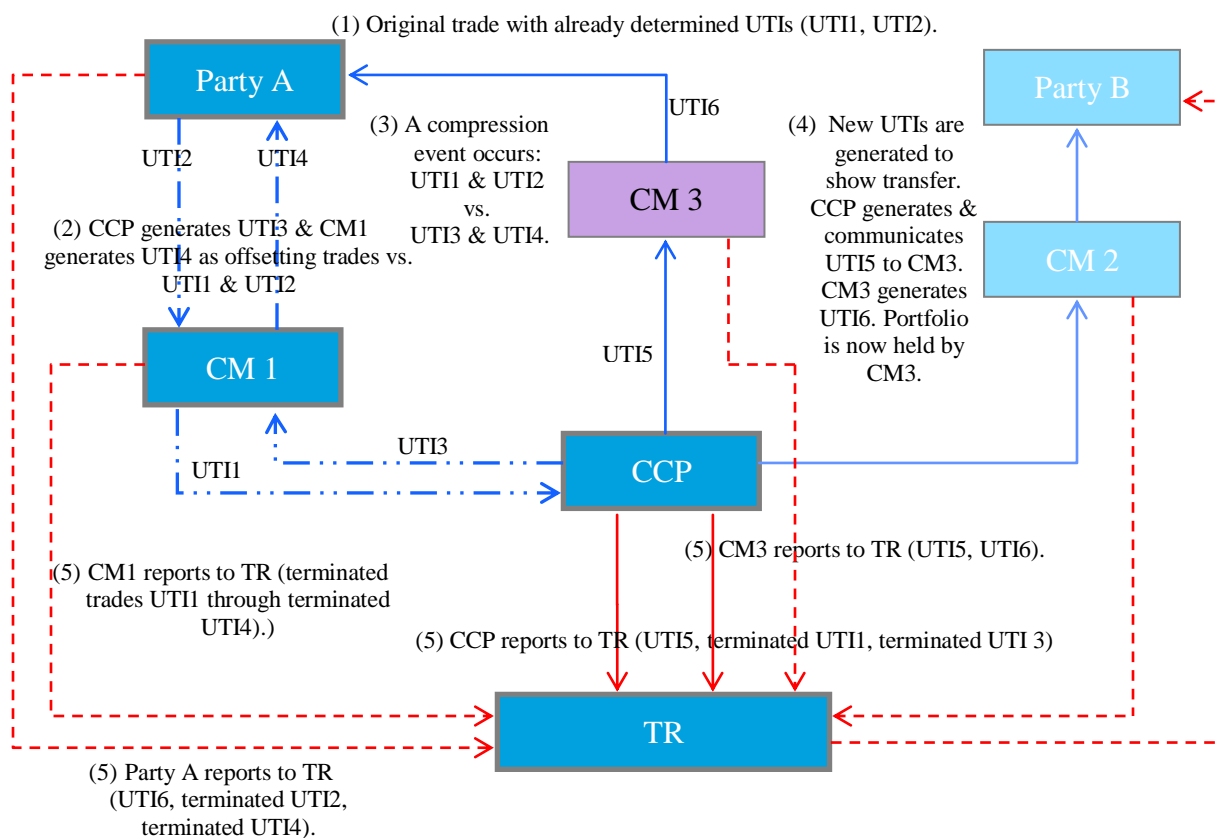 (1) Original trade with already determined UTIs (UTI1, UTI2).
Party A
Party B
UTI6
(3) A compression
event occurs:
UTI1 & UTI2
vs.
UTI3 & UTI4.
(4) New UTIs are
generated to
show transfer.
CCP generates &
communicates
UTI5 to CM3.
CM3 generates
UTI6. Portfolio
is now held by
CM3.
UTI2
UTI4
CM 3
(2) CCP generates UTI3 & CM1
generates UTI4 as offsetting trades vs.
UTI1 & UTI2
CM 2
CM 1
UTI5
UTI3
UTI1
CCP
(5) CM3 reports to TR (UTI5, UTI6).
(5) CM1 reports to TR (terminated
trades UTI1 through terminated
UTI4).)
(5) CCP reports to TR (UTI5, terminated UTI1, terminated UTI 3)
TR
(5) Party A reports to TR
(UTI6, terminated UTI2,
terminated UTI4).